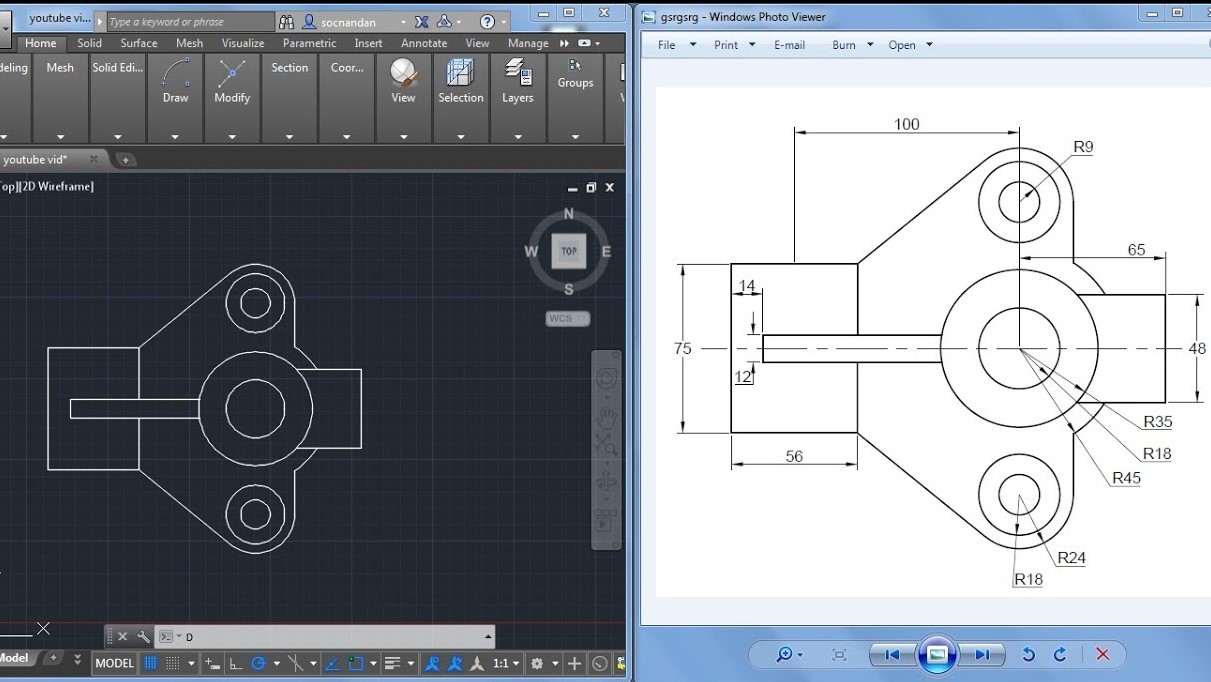 youtube vi...
Type a keyword or phrase
socnandan
Home Solid Surface Mesh Visualize Parametric Insert Annotate View Manage
deling Mesh Solid Edi... Draw Modify Section Coor... View Selection Layers Groups
youtube vid*
Top][2D Wireframe]
N
W TOP E
S
WCS
D
Model MODEL 1:1
gsrgsrg - Windows Photo Viewer
File Print E-mail Burn Open
100
R9
65
14
75
48
12
R35
56
R18
R45
R24
R18